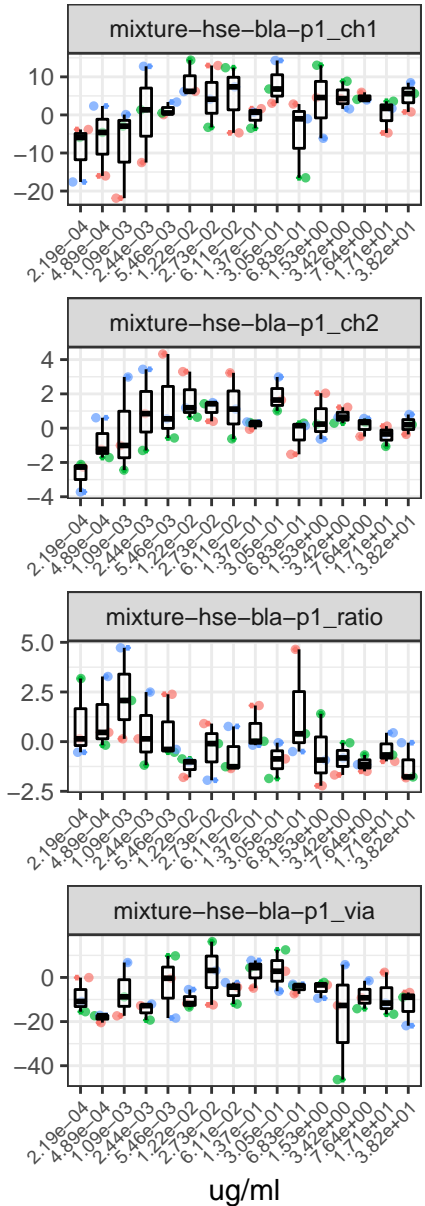 mixture-hse-bla-p1_ch1
10
0
−10
−20
2.19e−04
4.89e−04
1.09e−03
2.44e−03
5.46e−03
1.22e−02
2.73e−02
6.11e−02
1.37e−01
3.05e−01
6.83e−01
1.53e+00
3.42e+00
7.64e+00
1.71e+01
3.82e+01
mixture-hse-bla-p1_ch2
4
2
0
−2
−4
2.19e−04
4.89e−04
1.09e−03
2.44e−03
5.46e−03
1.22e−02
2.73e−02
6.11e−02
1.37e−01
3.05e−01
6.83e−01
1.53e+00
3.42e+00
7.64e+00
1.71e+01
3.82e+01
mixture-hse-bla-p1_ratio
5.0
2.5
0.0
−2.5
2.19e−04
4.89e−04
1.09e−03
2.44e−03
5.46e−03
1.22e−02
2.73e−02
6.11e−02
1.37e−01
3.05e−01
6.83e−01
1.53e+00
3.42e+00
7.64e+00
1.71e+01
3.82e+01
mixture-hse-bla-p1_via
0
−20
−40
2.19e−04
4.89e−04
1.09e−03
2.44e−03
5.46e−03
1.22e−02
2.73e−02
6.11e−02
1.37e−01
3.05e−01
6.83e−01
1.53e+00
3.42e+00
7.64e+00
1.71e+01
3.82e+01
ug/ml